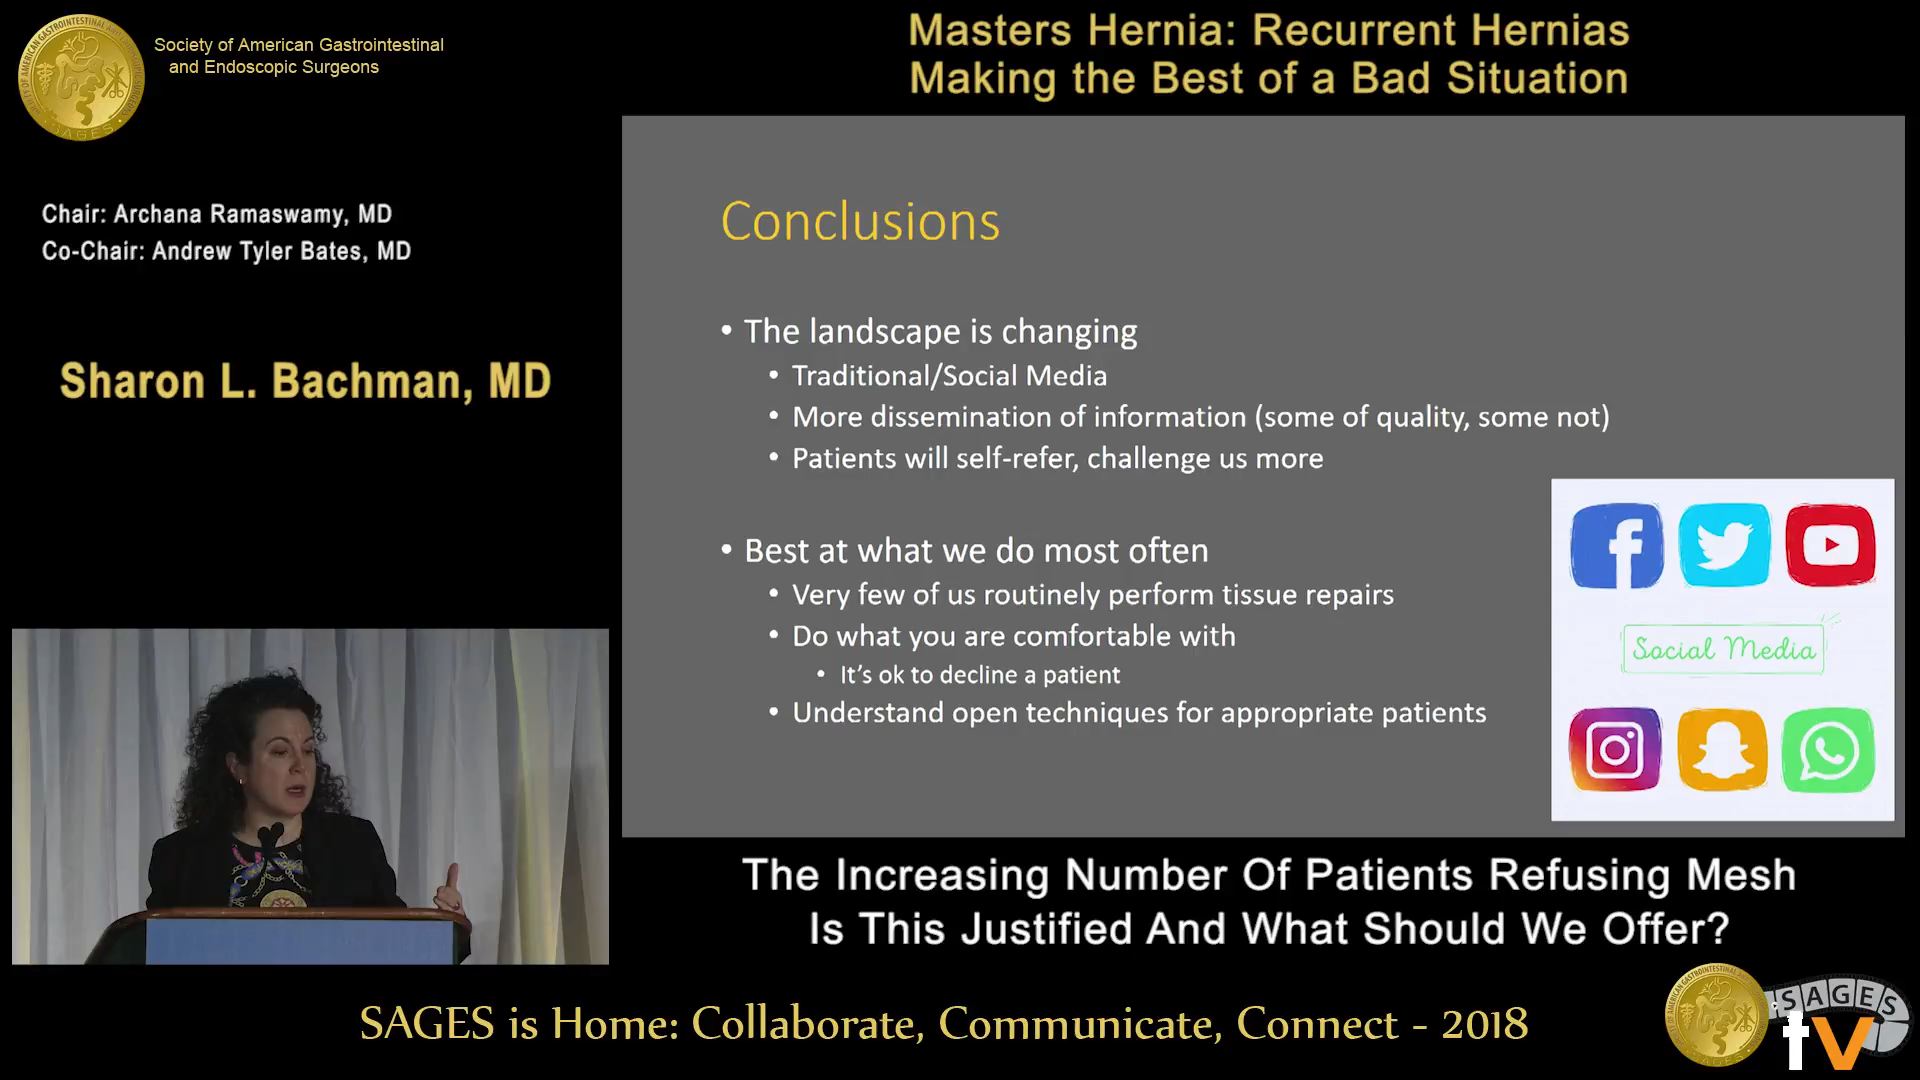 Society of American Gastrointestinal
and Endoscopic Surgeons
Masters Hernia: Recurrent Hernias
Making the Best of a Bad Situation
Chair: Archana Ramaswamy, MD
Co-Chair: Andrew Tyler Bates, MD
Sharon L. Bachman, MD
Conclusions
• The landscape is changing
• Traditional/Social Media
• More dissemination of information (some of quality, some not)
• Patients will self-refer, challenge us more
• Best at what we do most often
• Very few of us routinely perform tissue repairs
• Do what you are comfortable with
• It's ok to decline a patient
• Understand open techniques for appropriate patients
Social Media
The Increasing Number Of Patients Refusing Mesh
Is This Justified And What Should We Offer?
SAGES is Home: Collaborate, Communicate, Connect - 2018
SAGES
tv